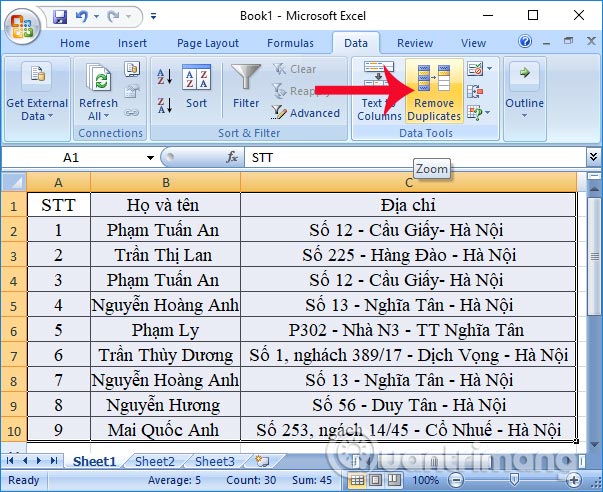 Book1 - Microsoft Excel
Home Insert Page Layout Formulas Data Review View
Get External Data Refresh All Sort Filter Clear Reapply Advanced Text to Columns Remove Duplicates Outline
Connections Sort & Filter Data Tools
A1 fx STT
Zoom
A B C
1 STT Họ và tên Địa chỉ
2 1 Phạm Tuấn An Số 12 - Cầu Giấy- Hà Nội
3 2 Trần Thị Lan Số 225 - Hàng Đào - Hà Nội
4 3 Phạm Tuấn An Số 12 - Cầu Giấy- Hà Nội
5 4 Nguyễn Hoàng Anh Số 13 - Nghĩa Tân - Hà Nội
6 5 Phạm Ly P302 - Nhà N3 - TT Nghĩa Tân
7 6 Trần Thùy Dương Số 1, nghách 389/17 - Dịch Vọng - Hà Nội
8 7 Nguyễn Hoàng Anh Số 13 - Nghĩa Tân - Hà Nội
9 8 Nguyễn Hương Số 56 - Duy Tân - Hà Nội
10 9 Mai Quốc Anh Số 253, ngách 14/45 - Cổ Nhuế - Hà Nội
Sheet1 Sheet2 Sheet3
Quantrimang
Ready Average: 5 Count: 30 Sum: 45 100%